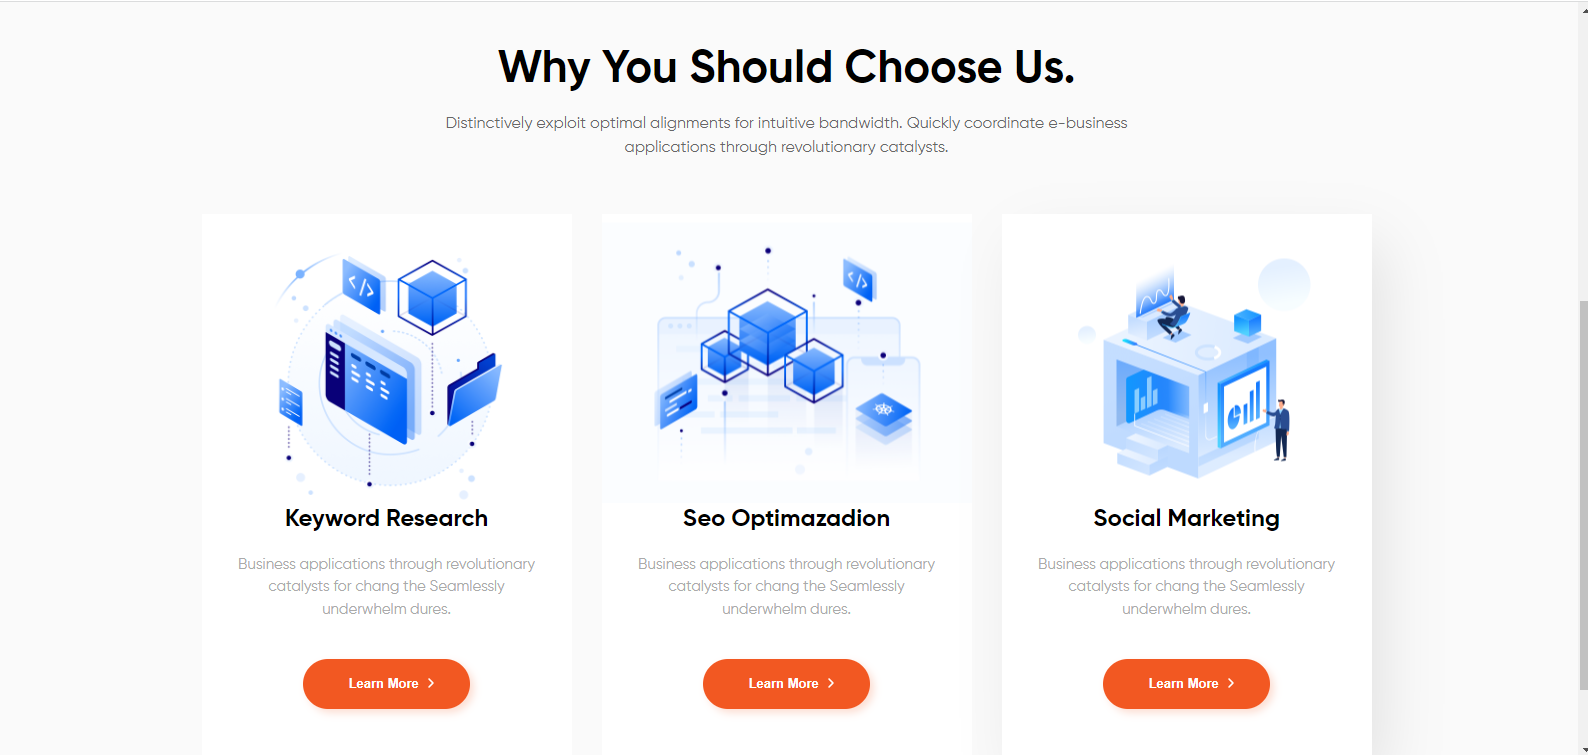 Why You Should Choose Us.
Distinctively exploit optimal alignments for intuitive bandwidth. Quickly coordinate e-business
applications through revolutionary catalysts.
</>
</>
Keyword Research
Business applications through revolutionary
catalysts for chang the Seamlessly
underwhelm dures.
Learn More >
Seo Optimazadion
Business applications through revolutionary
catalysts for chang the Seamlessly
underwhelm dures.
Learn More >
Social Marketing
Business applications through revolutionary
catalysts for chang the Seamlessly
underwhelm dures.
Learn More >